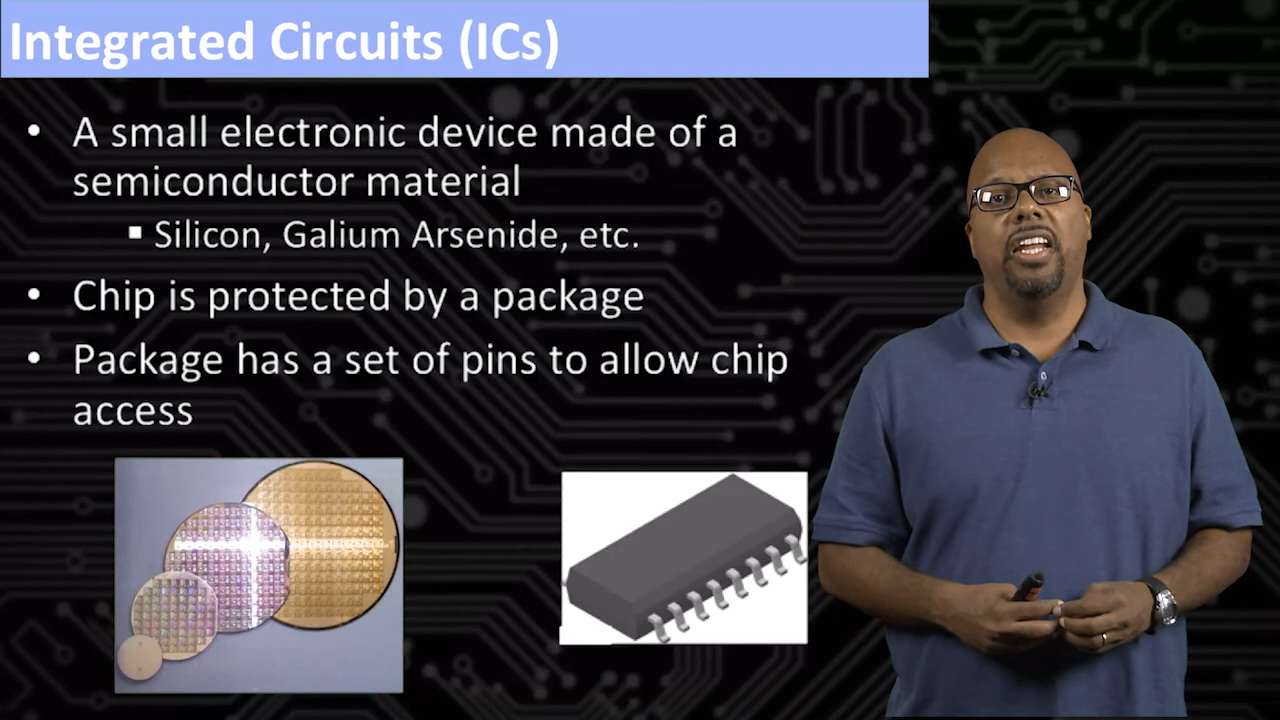 Integrated Circuits (ICs)
• A small electronic device made of a
semiconductor material
▪ Silicon, Galium Arsenide, etc.
• Chip is protected by a package
• Package has a set of pins to allow chip
access